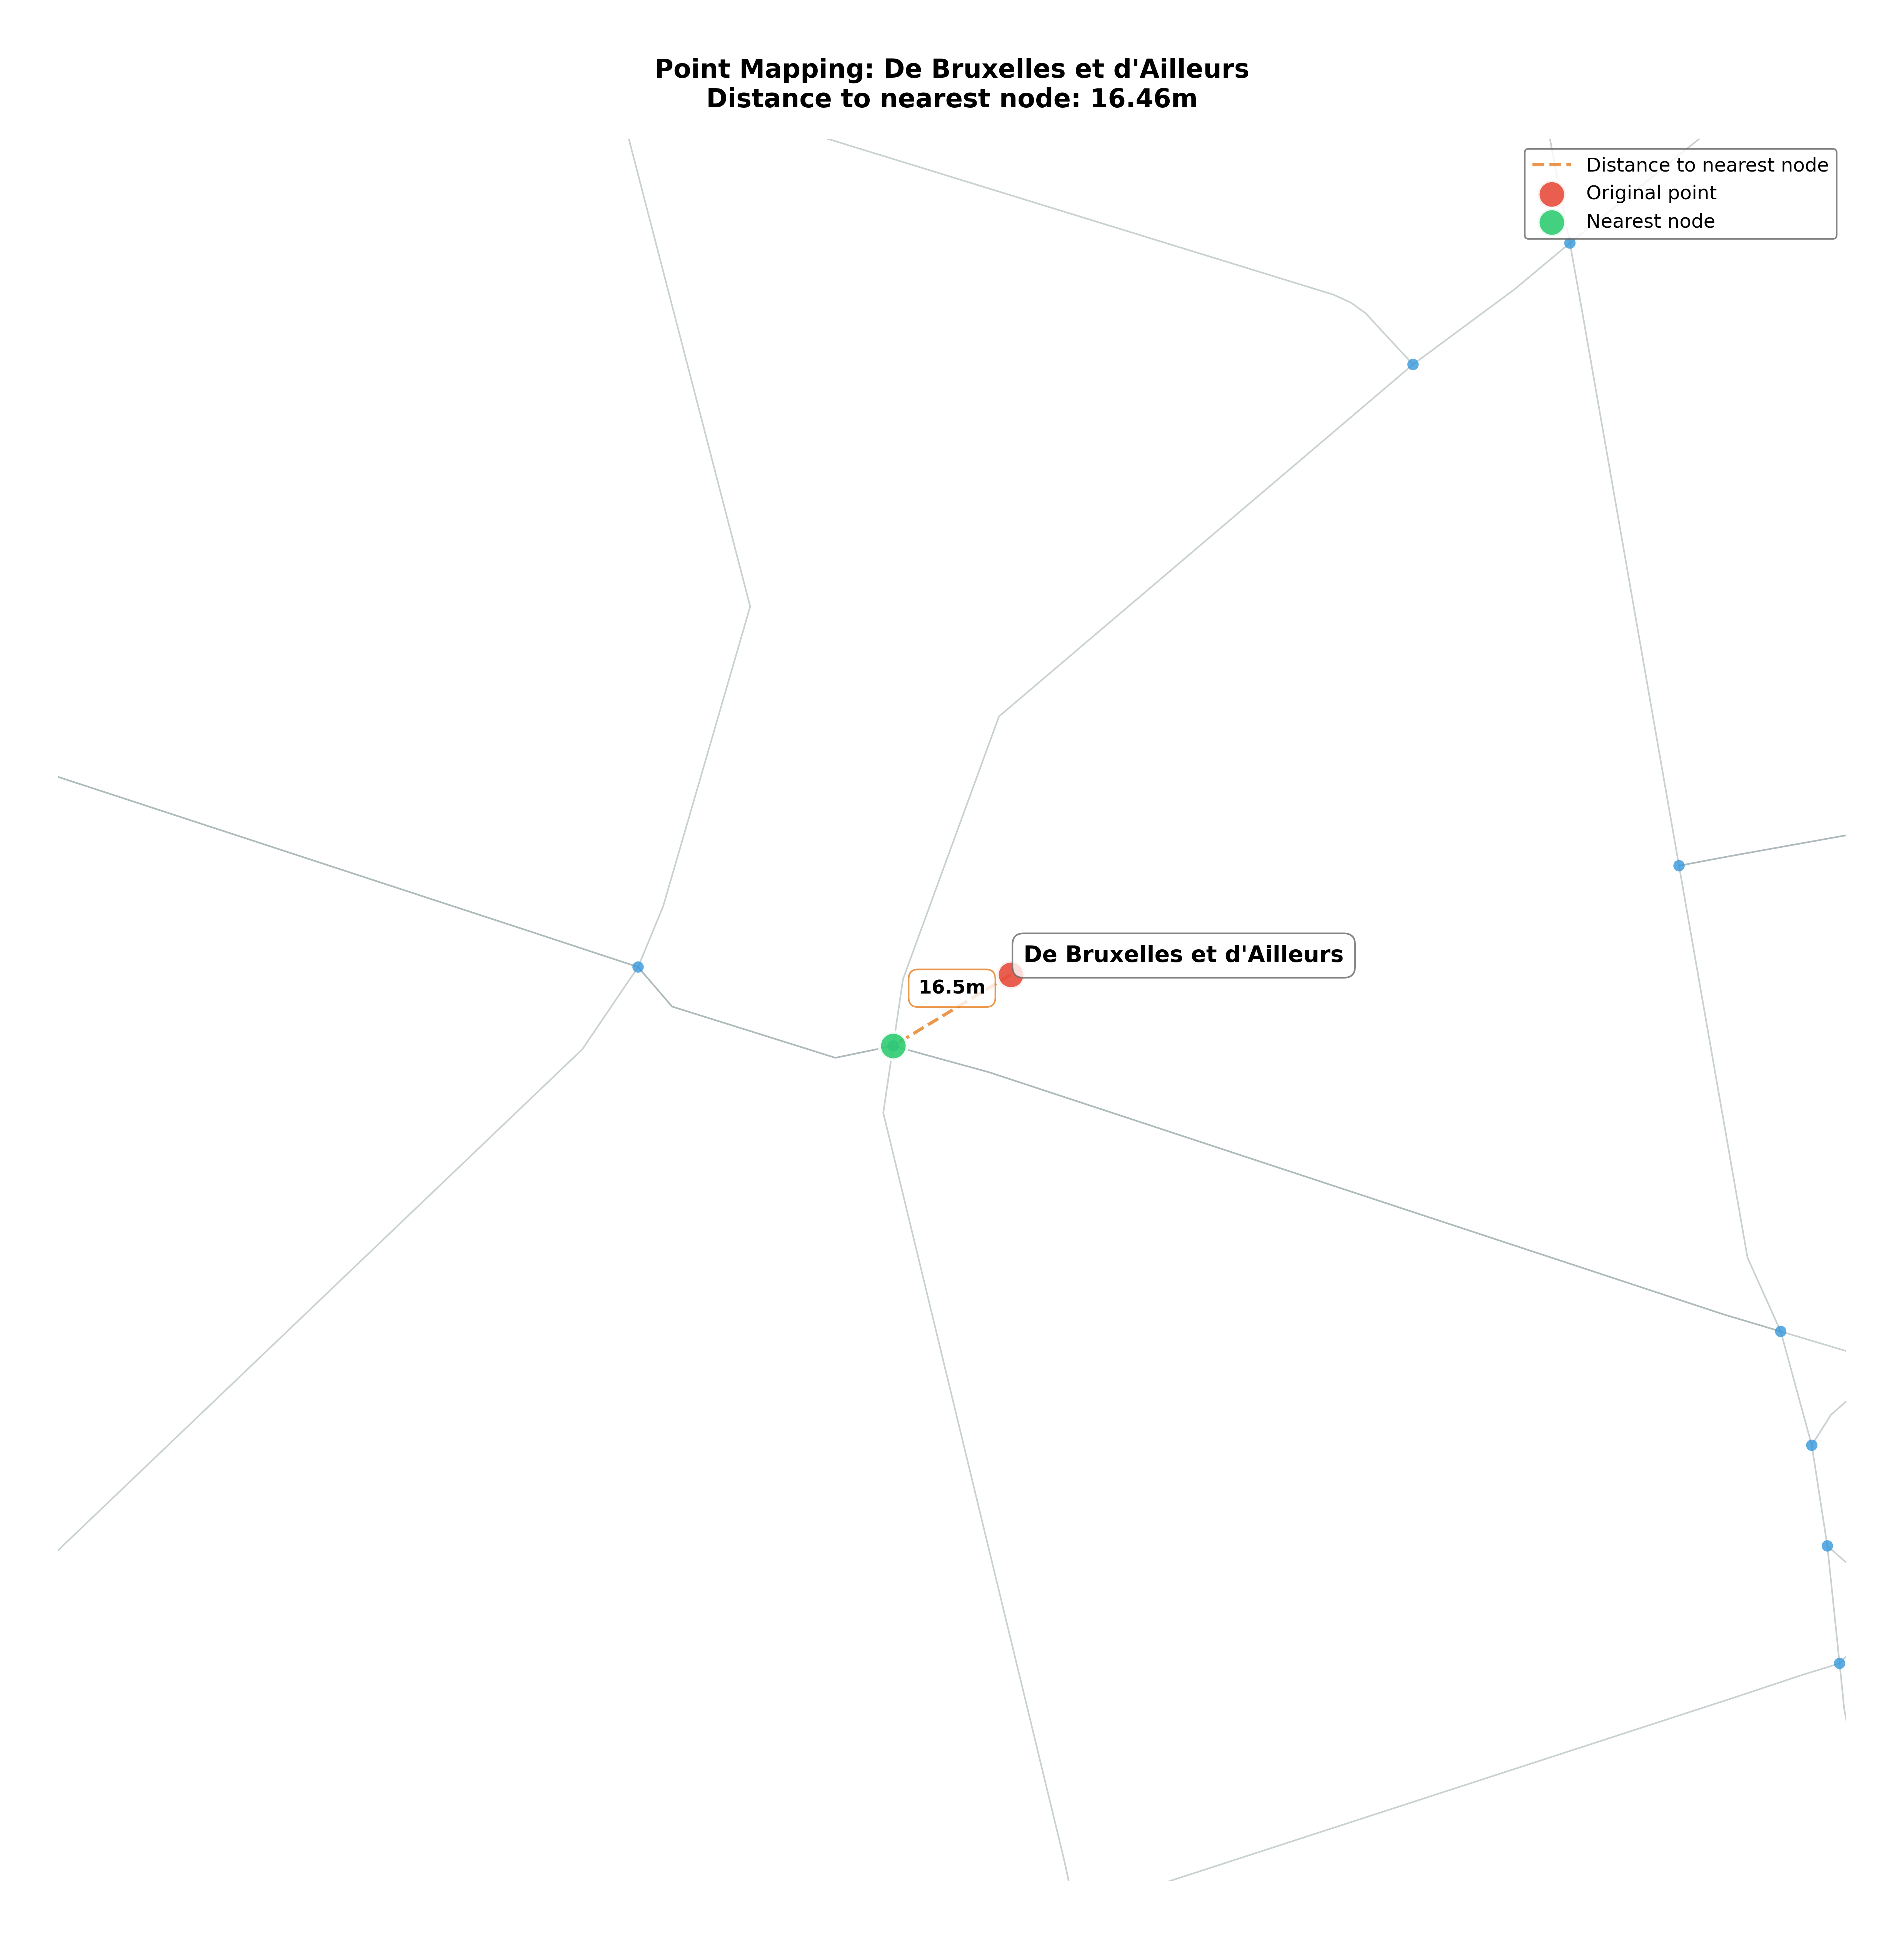 Point Mapping: De Bruxelles et d'Ailleurs
Distance to nearest node: 16.46m
Distance to nearest node
Original point
Nearest node
De Bruxelles et d'Ailleurs
16.5m